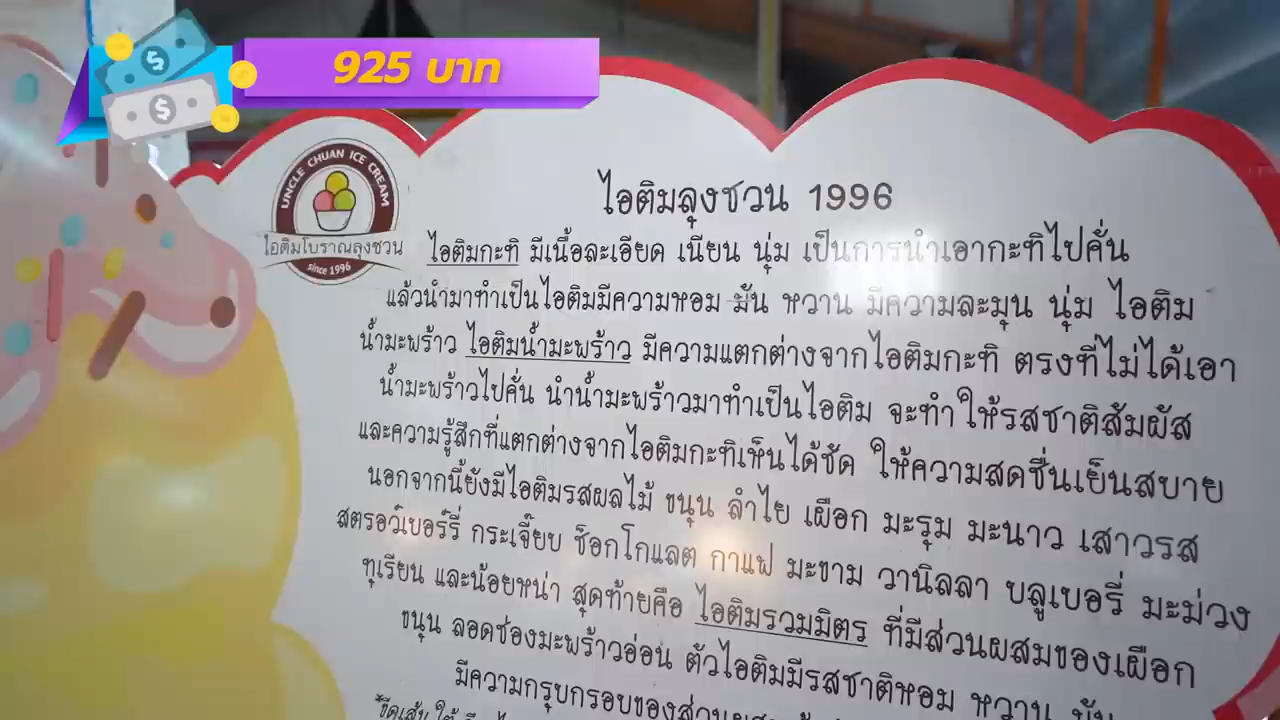 925 บาท
UNCLE CHUAN ICE CREAM
ไอติมโบราณลุงชวน
since 1996
ไอติมลุงชวน 1996
ไอติมกะทิ มีเนื้อละเอียด เนียน นุ่ม เป็นการนำเอากะทิไปคั่น
แล้วนำมาทำเป็นไอติมมีความหอม มัน หวาน มีความละมุน นุ่ม ไอติม
น้ำมะพร้าว ไอติมน้ำมะพร้าว มีความแตกต่างจากไอติมกะทิ ตรงที่ไม่ได้เอา
น้ำมะพร้าวไปคั่น นำน้ำมะพร้าวมาทำเป็นไอติม จะทำให้รสชาติสัมผัส
และความรู้สึกที่แตกต่างจากไอติมกะทิเห็นได้ชัด ให้ความสดชื่นเย็นสบาย
นอกจากนี้ยังมีไอติมรสผลไม้ ขนุน ลำไย เผือก มะรุม มะนาว เสาวรส
สตรอว์เบอร์รี่ กระเจี๊ยบ ช็อกโกแลต กาแฟ มะขาม วานิลลา บลูเบอรี่ มะม่วง
ทุเรียน และน้อยหน่า สุดท้ายคือ ไอติมรวมมิตร ที่มีส่วนผสมของเผือก
ขนุน ลอดช่องมะพร้าวอ่อน ตัวไอติมมีรสชาติหอม หวาน มัน
มีความกรุบกรอบของส่วนผสม